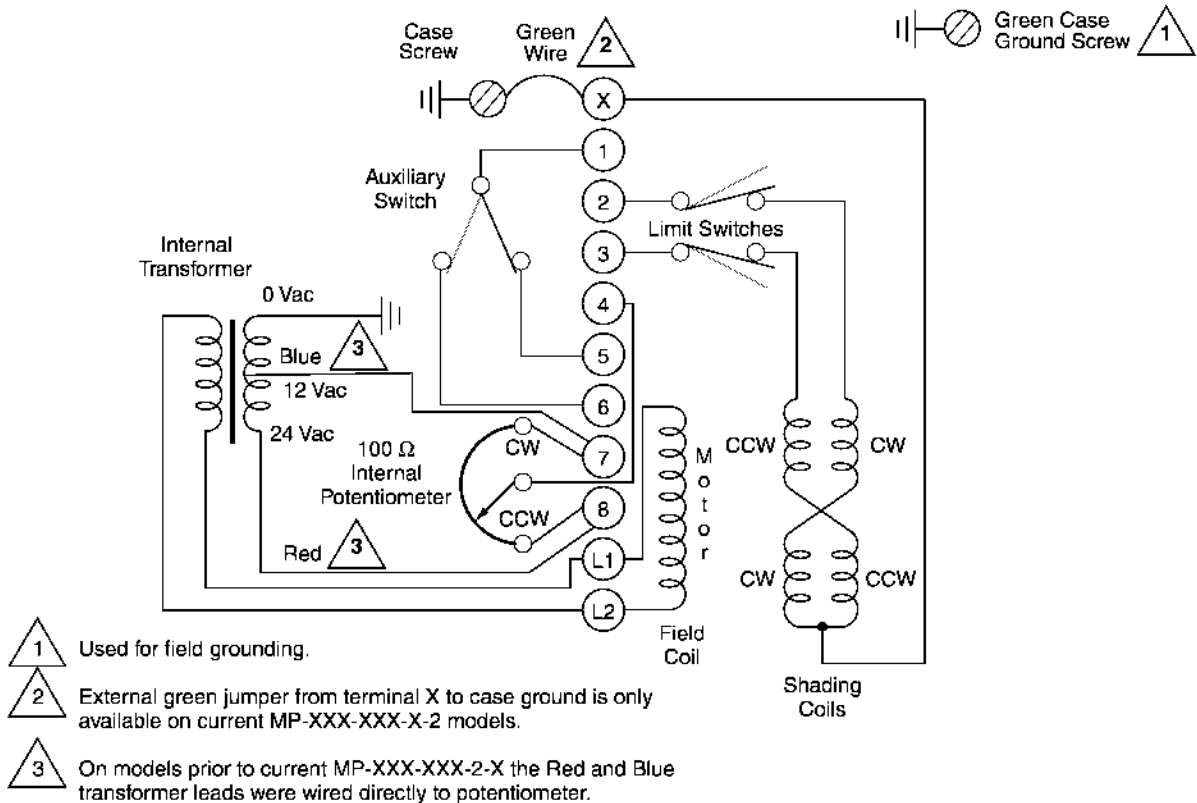 Case
Screw
Green
Wire
2
Green Case
Ground Screw
1
X
1
Auxiliary
Switch
2
Limit Switches
3
Internal
Transformer
0 Vac
4
3
Blue
5
12 Vac
6
24 Vac
100 Ω
Internal
Potentiometer
CW
7
CCW
8
Motor
CCW
CW
Red
3
L1
CW
CCW
L2
Field
Coil
Shading
Coils
1 Used for field grounding.
2 External green jumper from terminal X to case ground is only
available on current MP-XXX-XXX-X-2 models.
3 On models prior to current MP-XXX-XXX-2-X the Red and Blue
transformer leads were wired directly to potentiometer.